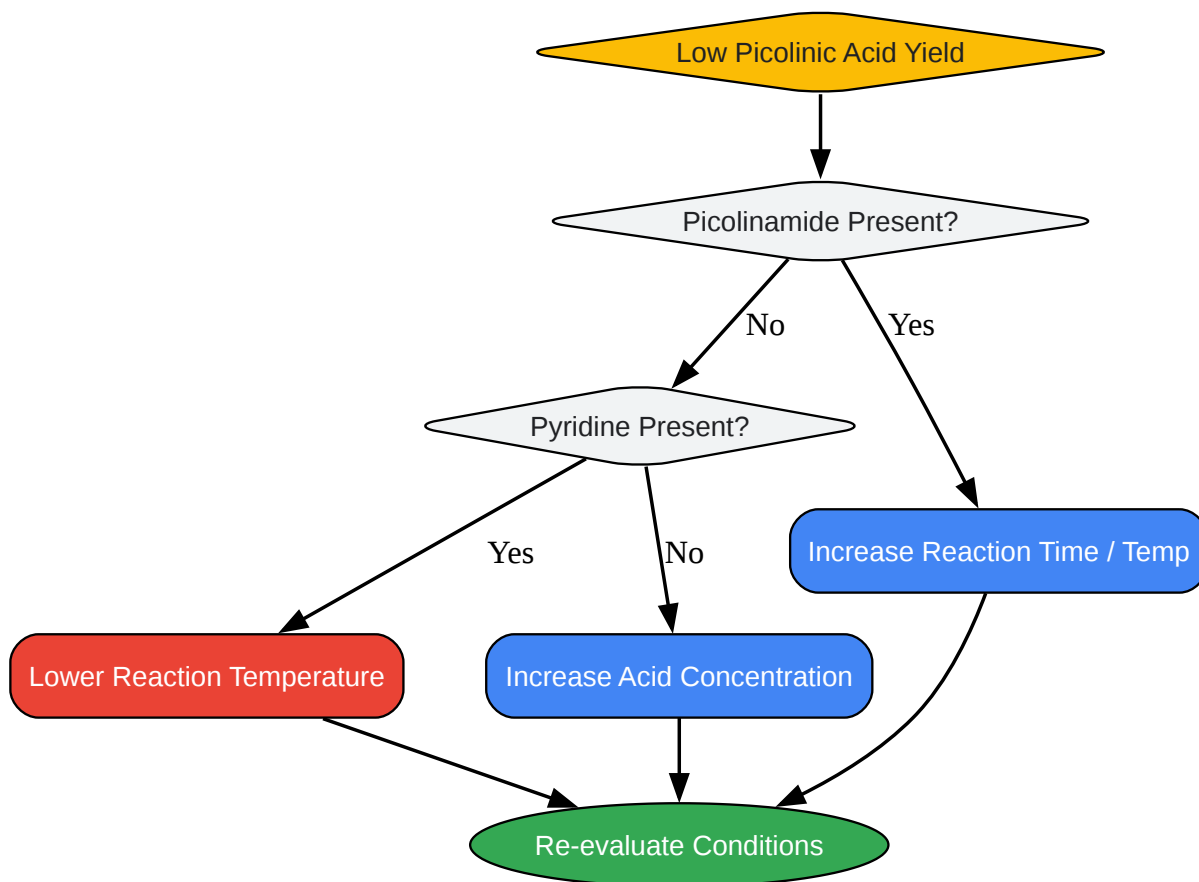 Low Picolinic Acid Yield
Picolinamide Present?
No
Yes
Pyridine Present?
Yes
No
Increase Reaction Time / Temp
Lower Reaction Temperature
Increase Acid Concentration
Re-evaluate Conditions